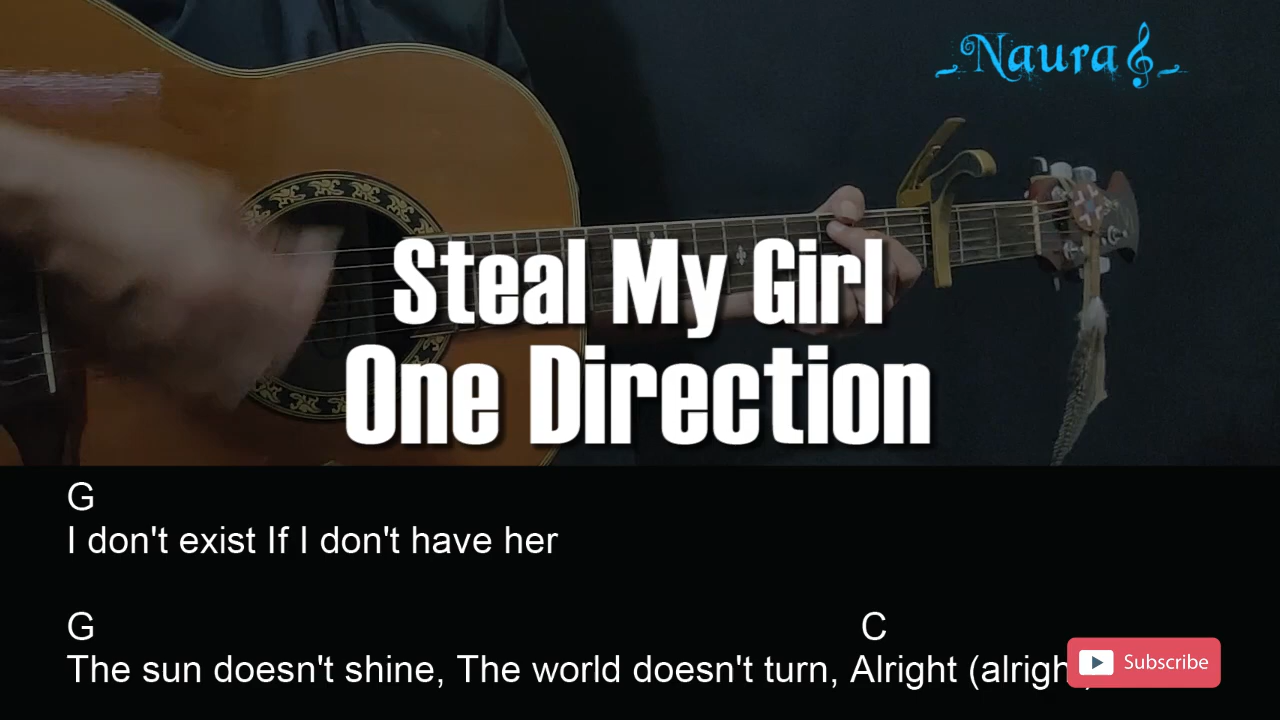 Naura
Steal My Girl
One Direction
G
I don't exist If I don't have her
G C
The sun doesn't shine, The world doesn't turn, Alright (alrigh
Subscribe